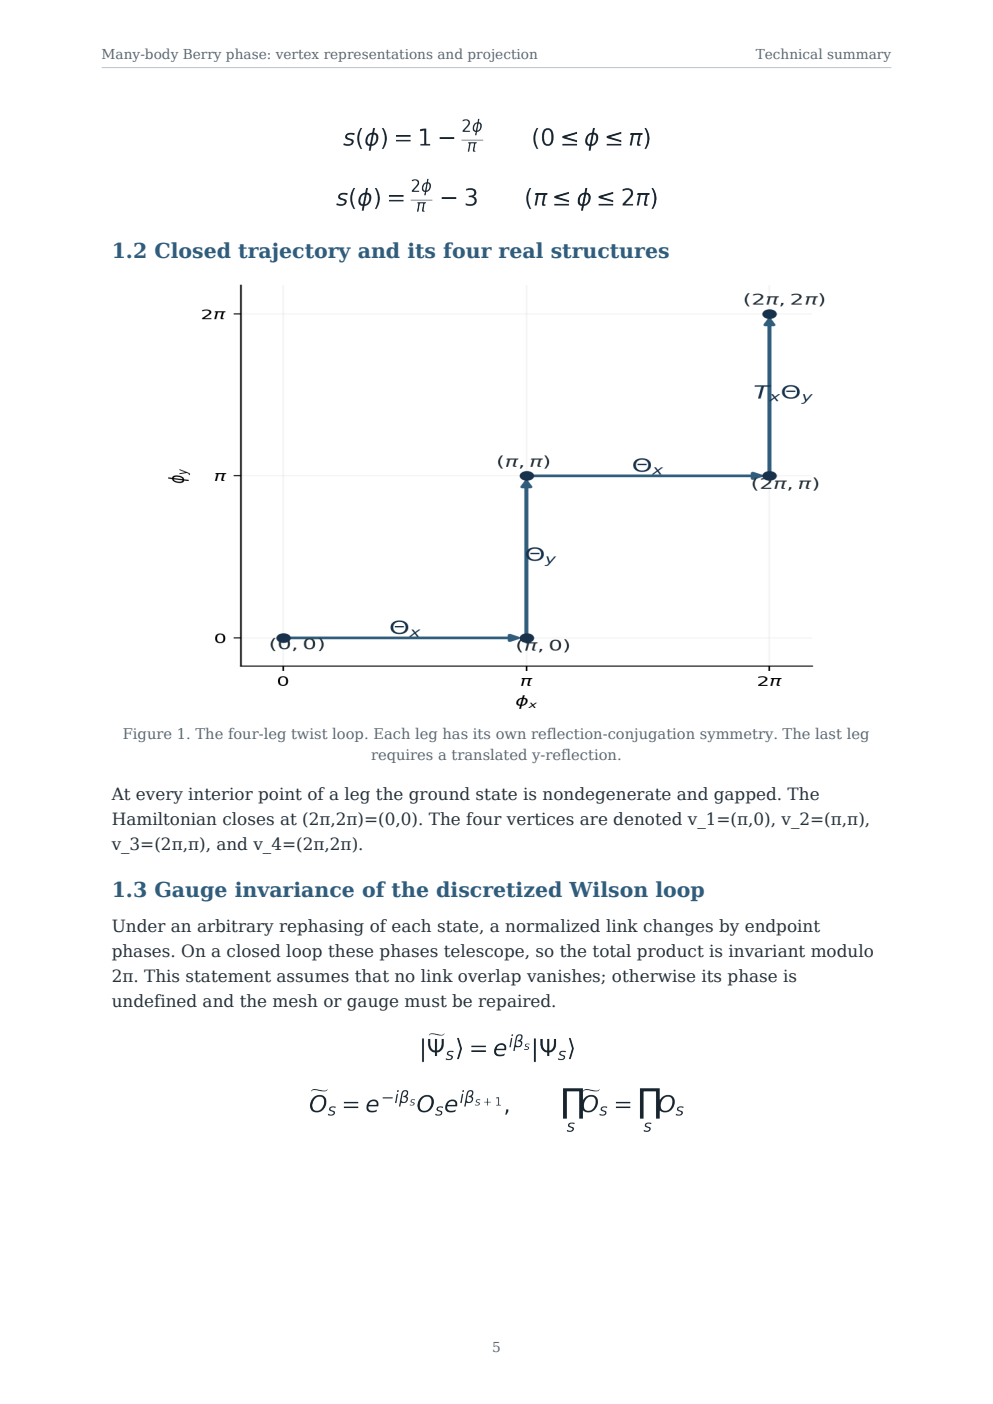 Many-body Berry phase: vertex representations and projection Technical summary
s(ϕ) = 1 − 2ϕ/π (0 ≤ ϕ ≤ π)
s(ϕ) = 2ϕ/π − 3 (π ≤ ϕ ≤ 2π)
1.2 Closed trajectory and its four real structures
(2π, 2π)
2π
T_xΘ_y
(π, π)
Θ_x
ϕ_y
π
(2π, π)
Θ_y
Θ_x
0
(0, 0)
(π, 0)
0 π 2π
ϕ_x
Figure 1. The four-leg twist loop. Each leg has its own reflection-conjugation symmetry. The last leg
requires a translated y-reflection.
At every interior point of a leg the ground state is nondegenerate and gapped. The
Hamiltonian closes at (2π,2π)=(0,0). The four vertices are denoted v_1=(π,0), v_2=(π,π),
v_3=(2π,π), and v_4=(2π,2π).
1.3 Gauge invariance of the discretized Wilson loop
Under an arbitrary rephasing of each state, a normalized link changes by endpoint
phases. On a closed loop these phases telescope, so the total product is invariant modulo
2π. This statement assumes that no link overlap vanishes; otherwise its phase is
undefined and the mesh or gauge must be repaired.
|Ψ̃_s⟩ = e^{iβ_s}|Ψ_s⟩
Õ_s = e^{−iβ_s}O_s e^{iβ_{s+1}}, ∏_s Õ_s = ∏_s O_s
5